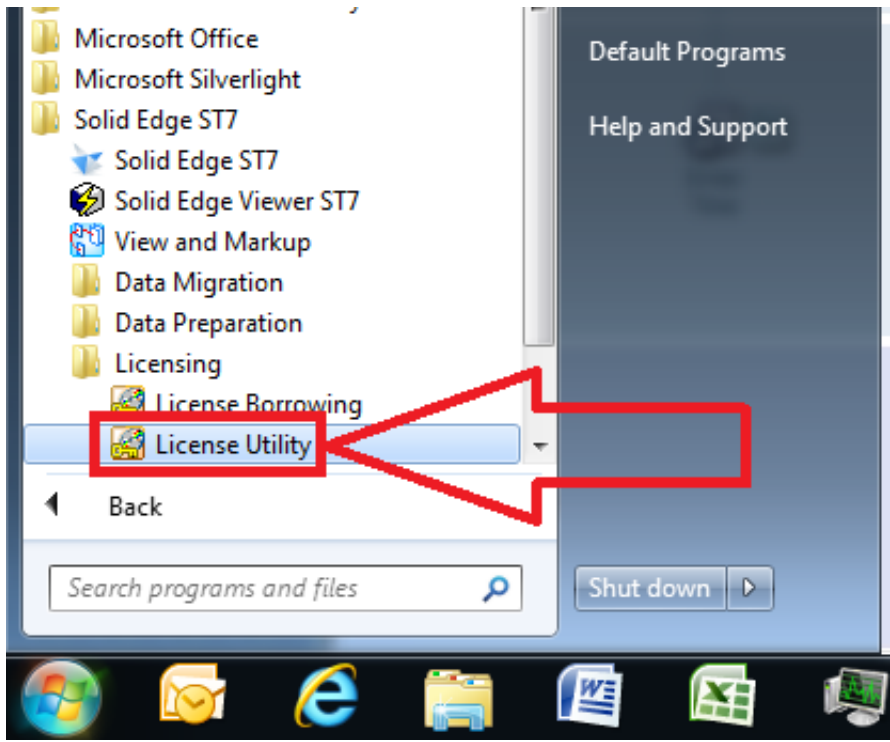 Microsoft Office
Microsoft Silverlight
Solid Edge ST7
Solid Edge ST7
Solid Edge Viewer ST7
View and Markup
Data Migration
Data Preparation
Licensing
License Borrowing
License Utility
Back
Search programs and files
Default Programs
Help and Support
Shut down